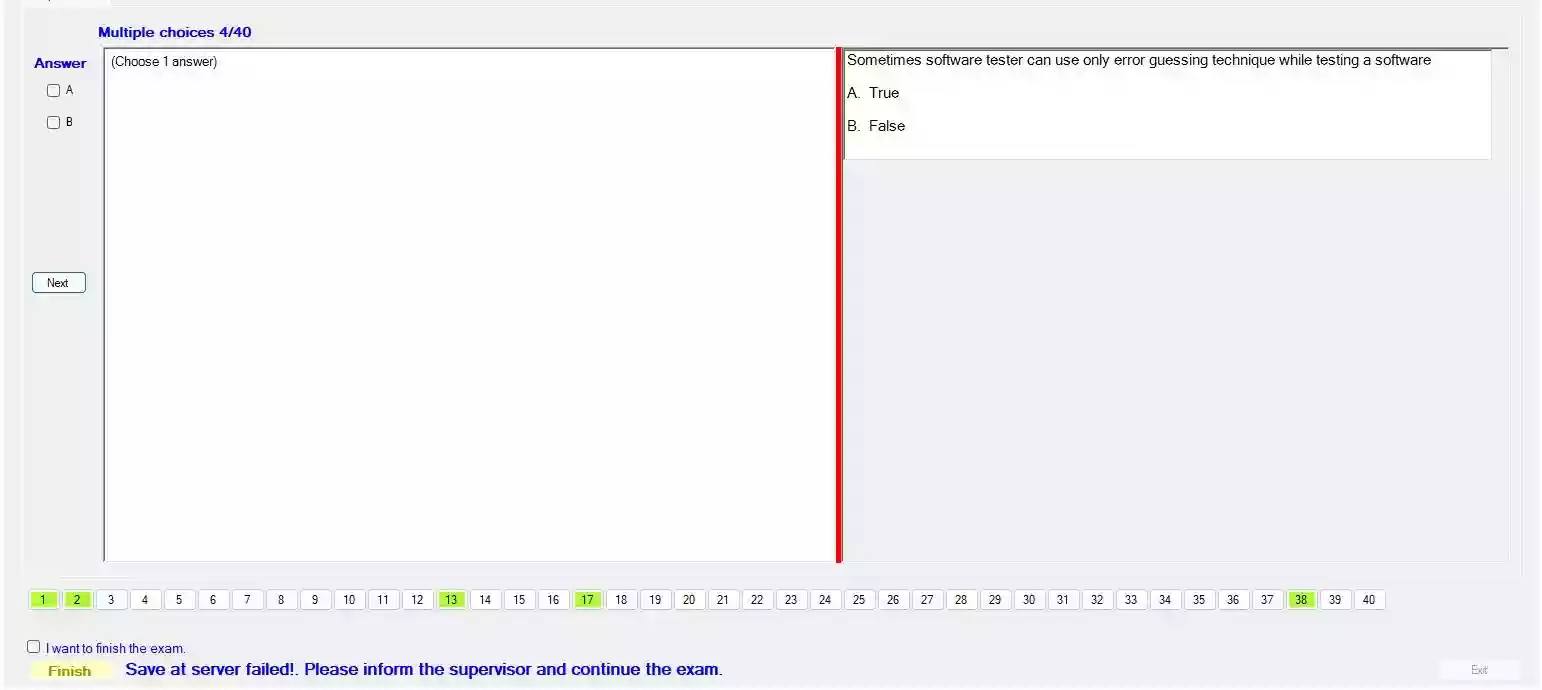 Multiple choices 4/40
Answer
(Choose 1 answer)
A
B
Next
Sometimes software tester can use only error guessing technique while testing a software
A. True
B. False
1 2 3 4 5 6 7 8 9 10 11 12 13 14 15 16 17 18 19 20 21 22 23 24 25 26 27 28 29 30 31 32 33 34 35 36 37 38 39 40
I want to finish the exam.
Finish Save at server failed!. Please inform the supervisor and continue the exam.
Exit